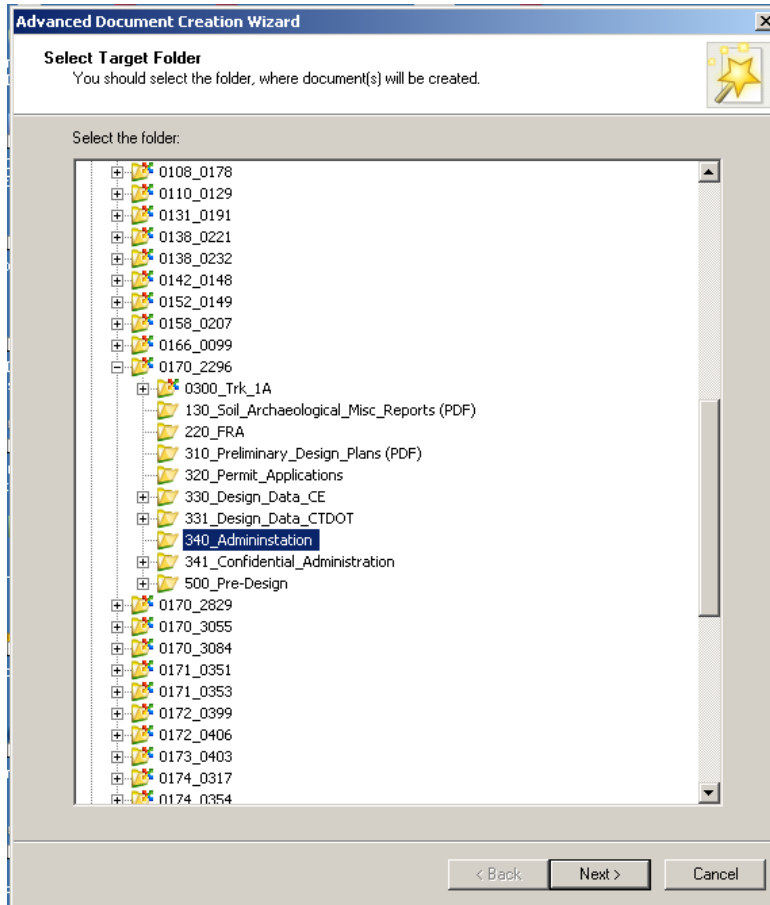 Advanced Document Creation Wizard
Select Target Folder
You should select the folder, where document(s) will be created.
Select the folder:
0108_0178
0110_0129
0131_0191
0138_0221
0138_0232
0142_0148
0152_0149
0158_0207
0166_0099
0170_2296
0300_Trk_1A
130_Soil_Archaeological_Misc_Reports (PDF)
220_FRA
310_Preliminary_Design_Plans (PDF)
320_Permit_Applications
330_Design_Data_CE
331_Design_Data_CTDOT
340_Admininstation
341_Confidential_Administration
500_Pre-Design
0170_2829
0170_3055
0170_3084
0171_0351
0171_0353
0172_0399
0172_0406
0173_0403
0174_0317
0174_0354
< Back Next > Cancel